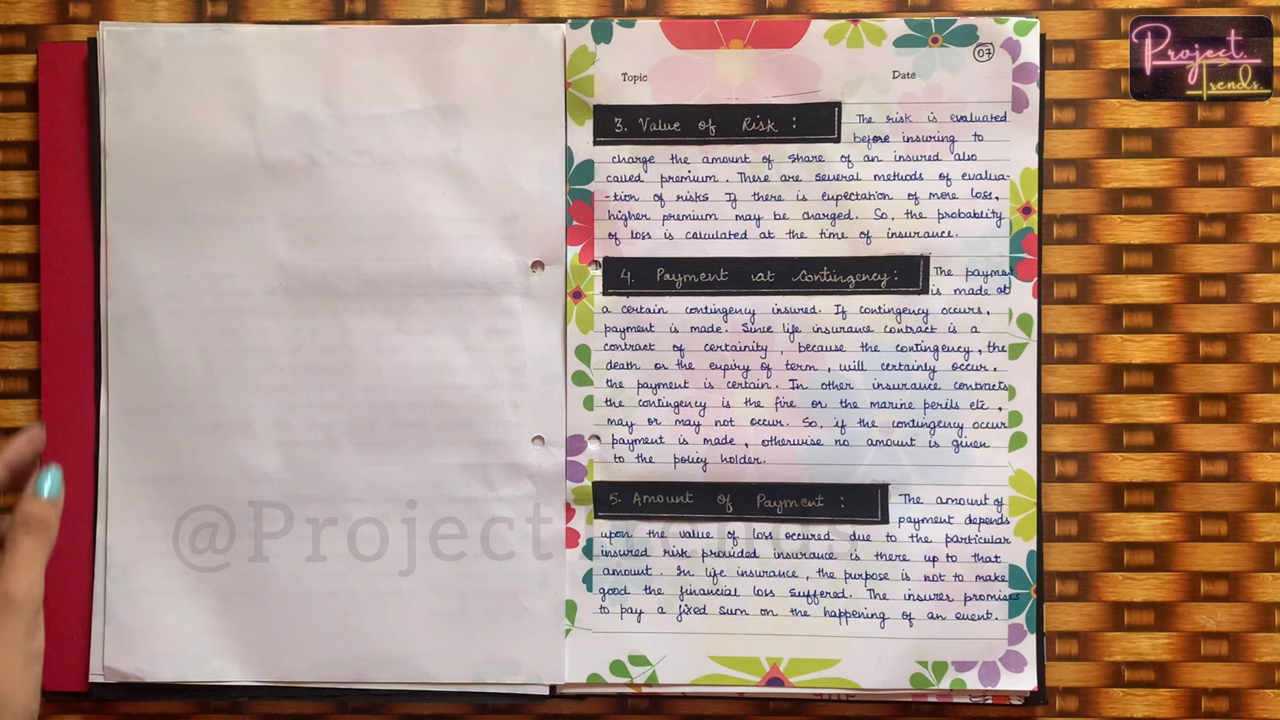 Project
Trends.
07
Topic
Date
3. Value of Risk :
The risk is evaluated
before insuring to
charge the amount of share of an insured also
called premium. There are several methods of evalua-
-tion of risks If there is expectation of more loss,
higher premium may be charged. So, the probablity
of loss is calculated at the time of insurance.
4. Payment at Contingency :
The payment
is made at
a certain contingency insured. If contingency occurs,
payment is made. Since life insurance contract is a
contract of certainity, because the contingency, the
death or the expiry of term, will certainly occur,
the payment is certain. In other insurance contracts
the contingency is the fire or the marine perils etc,
may or may not occur. So, if the contingency occur
payment is made, otherwise no amount is given
to the policy holder.
5. Amount of Payment :
The amount of
payment depends
upon the value of loss occured due to the particular
insured risk provided insurance is there up to that
amount. In life insurance, the purpose is not to make
good the financial loss suffered. The insurer promises
to pay a fixed sum on the happening of an event.
@ProjectTrends